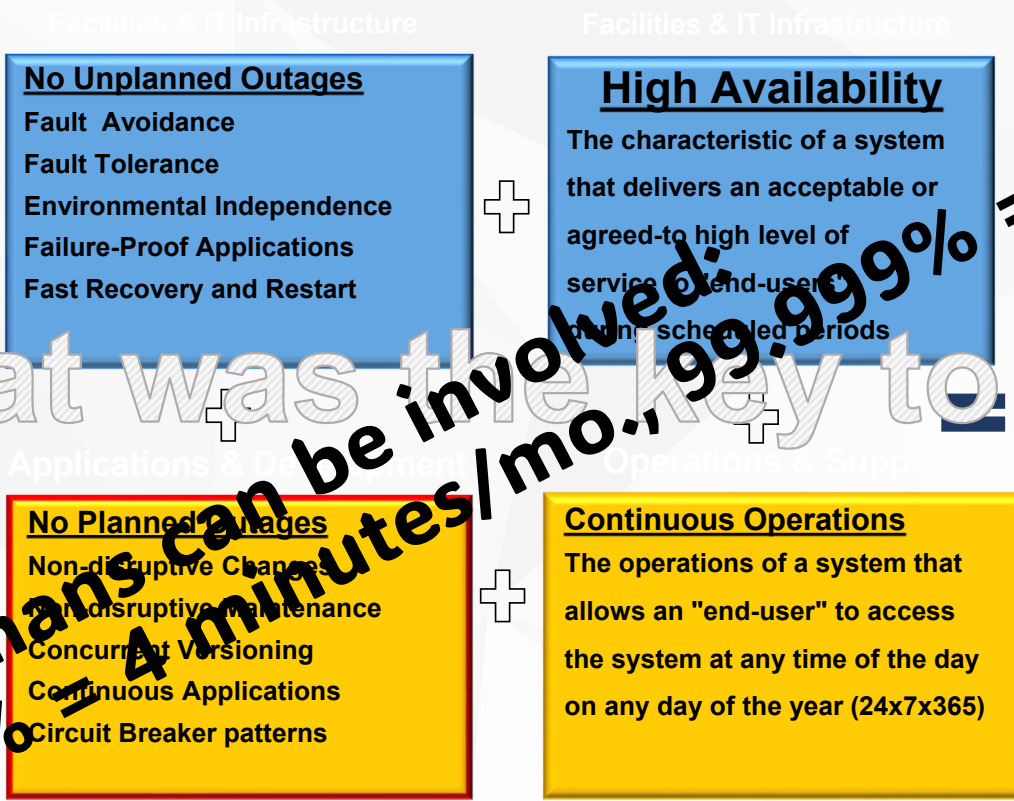 Facilities & IT Infrastructure
Facilities & IT Infrastructure
No Unplanned Outages
Fault Avoidance
Fault Tolerance
Environmental Independence
Failure-Proof Applications
Fast Recovery and Restart
High Availability
The characteristic of a system
that delivers an acceptable or
agreed-to high level of
service to "end-users"
during scheduled periods
at was the key to
Applications & Development
Operations & Support
No Planned Outages
Non-disruptive Changes
Non-disruptive Maintenance
Concurrent Versioning
Continuous Applications
Circuit Breaker patterns
Continuous Operations
The operations of a system that
allows an "end-user" to access
the system at any time of the day
on any day of the year (24x7x365)
mans can be involved:
% = 4 minutes/mo., 99.999% =